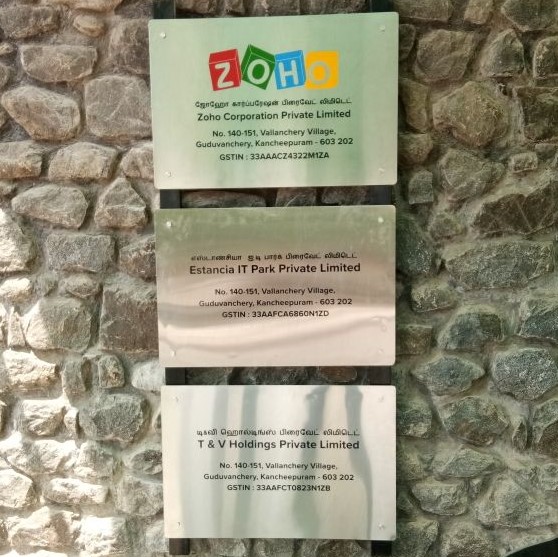 ZOHO
ஜோஹோ கார்ப்பரேஷன் பிரைவேட் லிமிடெட்
Zoho Corporation Private Limited
No. 140-151, Vallanchery Village,
Guduvanchery, Kancheepuram - 603 202
GSTIN : 33AAACZ4322M1ZA
எஸ்டான்சியா ஐ.டி பார்க் பிரைவேட் லிமிடெட்
Estancia IT Park Private Limited
No. 140-151, Vallanchery Village,
Guduvanchery, Kancheepuram - 603 202
GSTIN : 33AAFCA6860N1ZD
டி&வி ஹோல்டிங்ஸ் பிரைவேட் லிமிடெட்
T & V Holdings Private Limited
No. 140-151, Vallanchery Village,
Guduvanchery, Kancheepuram - 603 202
GSTIN : 33AAFCT0823N1ZB